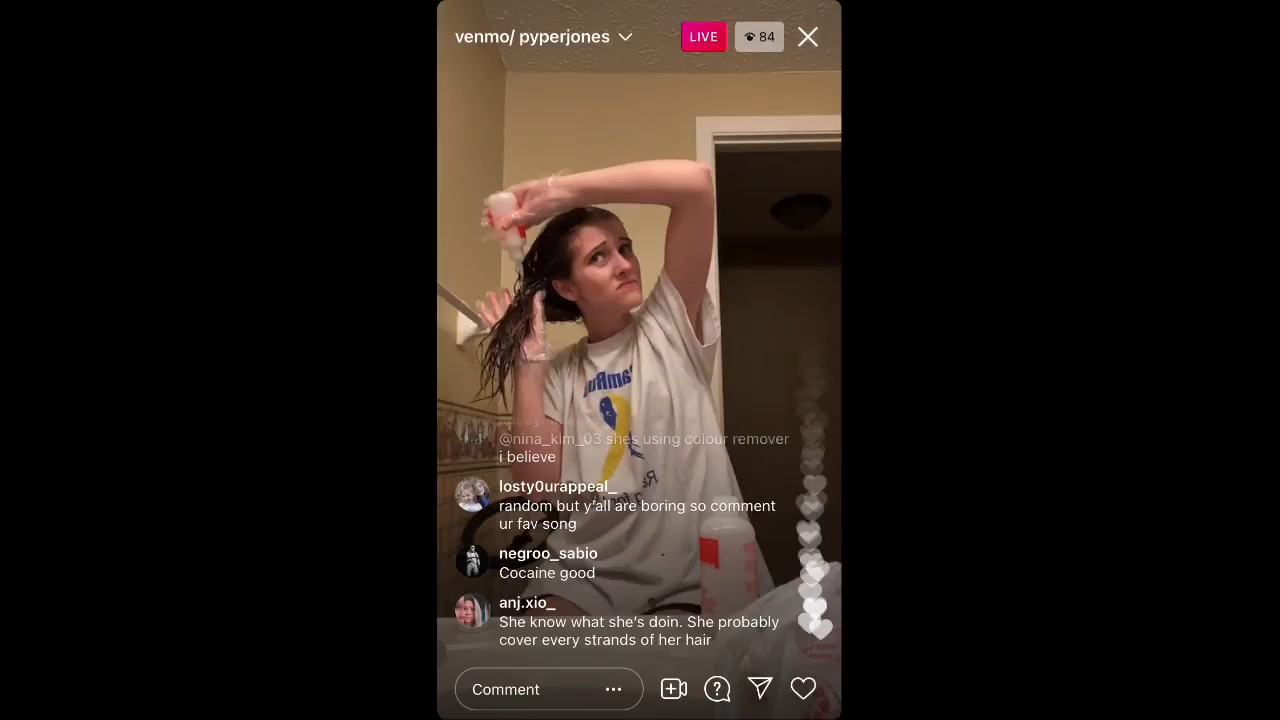 venmo/ pyperjones
LIVE
84
@nina_klm_03 shes using colour remover
i believe
losty0urappeal_
random but y'all are boring so comment
ur fav song
negroo_sabio
Cocaine good
anj.xio_
She know what she's doin. She probably
cover every strands of her hair
Comment